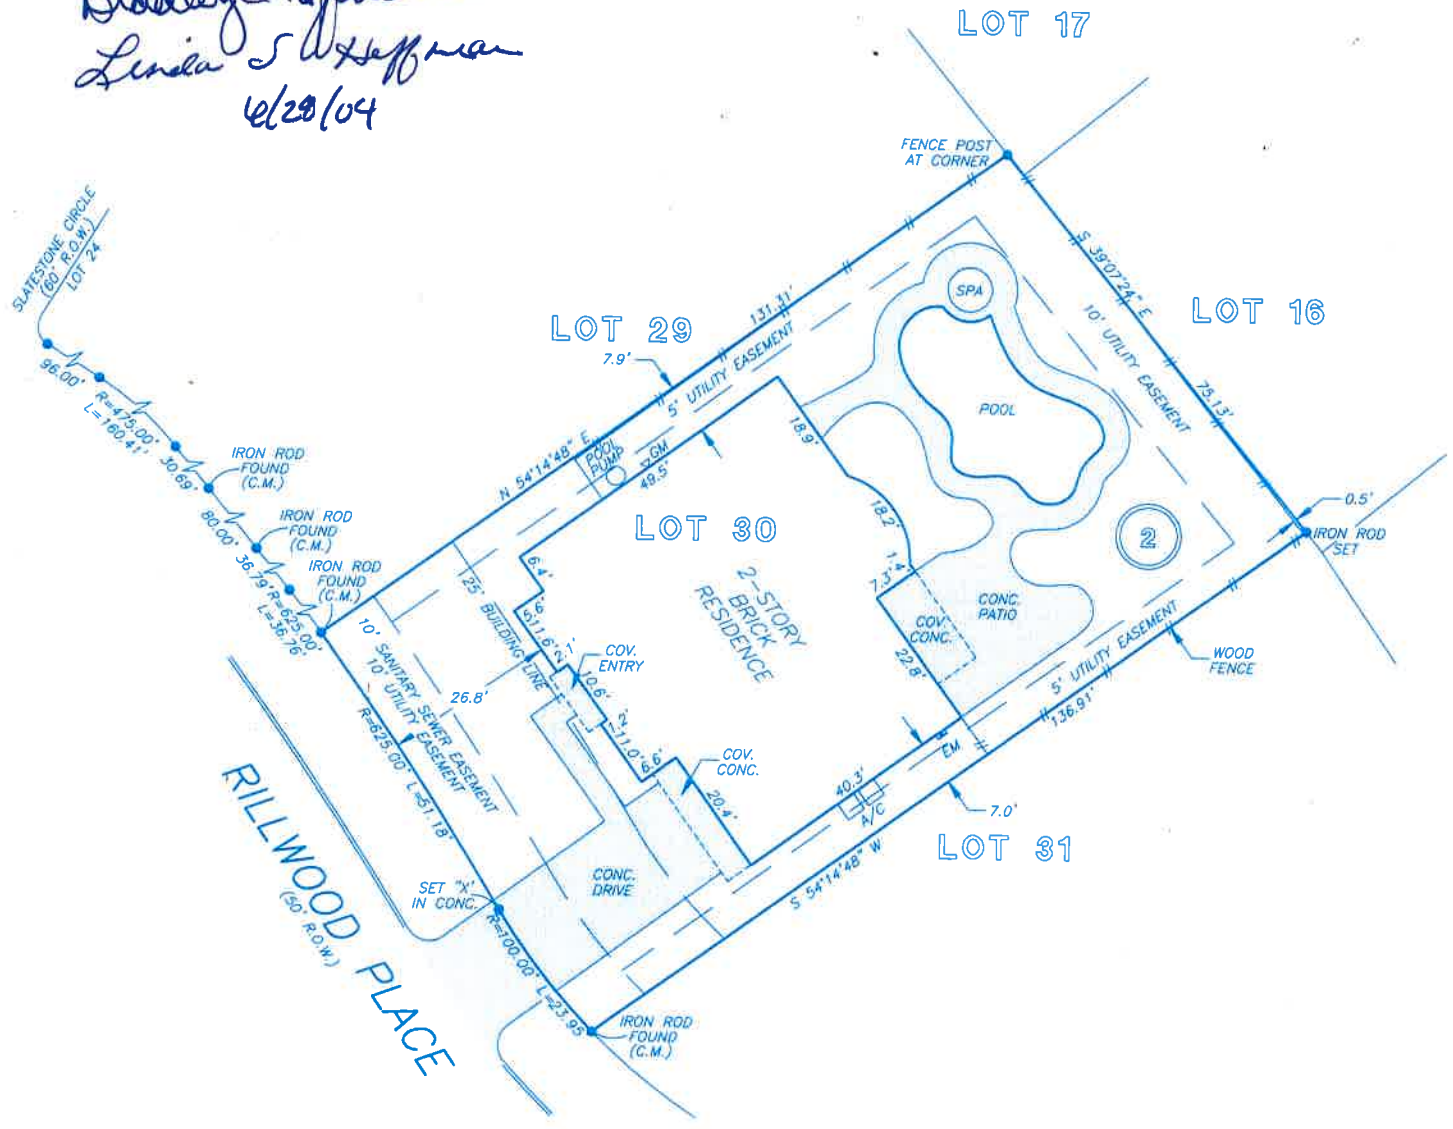 Linda S Heffman
6/28/04
LOT 17
FENCE POST
AT CORNER
SLATESTONE CIRCLE
(60' R.O.W.)
LOT 24
96.00'
R=475.00'
L=160.41'
30.69'
IRON ROD
FOUND
(C.M.)
80.00'
IRON ROD
FOUND
(C.M.)
36.79'
R=625.00'
L=36.76'
IRON ROD
FOUND
(C.M.)
LOT 29
7.9'
131.31'
N 54°14'48" E
5' UTILITY EASEMENT
POOL
PUMP
GM
49.5'
18.9'
SPA
POOL
S 39°07'24" E
10' UTILITY EASEMENT
75.13'
LOT 16
0.5'
IRON ROD
SET
2
LOT 30
2-STORY
BRICK
RESIDENCE
18.2'
1.4'
7.3'
COV.
CONC.
CONC.
PATIO
22.8'
6.4'
.6'
5'
11.6'
2.1'
COV.
ENTRY
10.6'
1.2'
11.0'
6.6'
COV.
CONC.
20.4'
40.3'
A/C
EM
25' BUILDING LINE
26.8'
10' SANITARY SEWER EASEMENT
10' UTILITY EASEMENT
R=625.00' L=51.18'
5' UTILITY EASEMENT
136.91'
WOOD
FENCE
7.0'
LOT 31
S 54°14'48" W
CONC.
DRIVE
SET "X"
IN CONC.
R=100.00' L=23.95
IRON ROD
FOUND
(C.M.)
RILLWOOD PLACE
(50' R.O.W.)